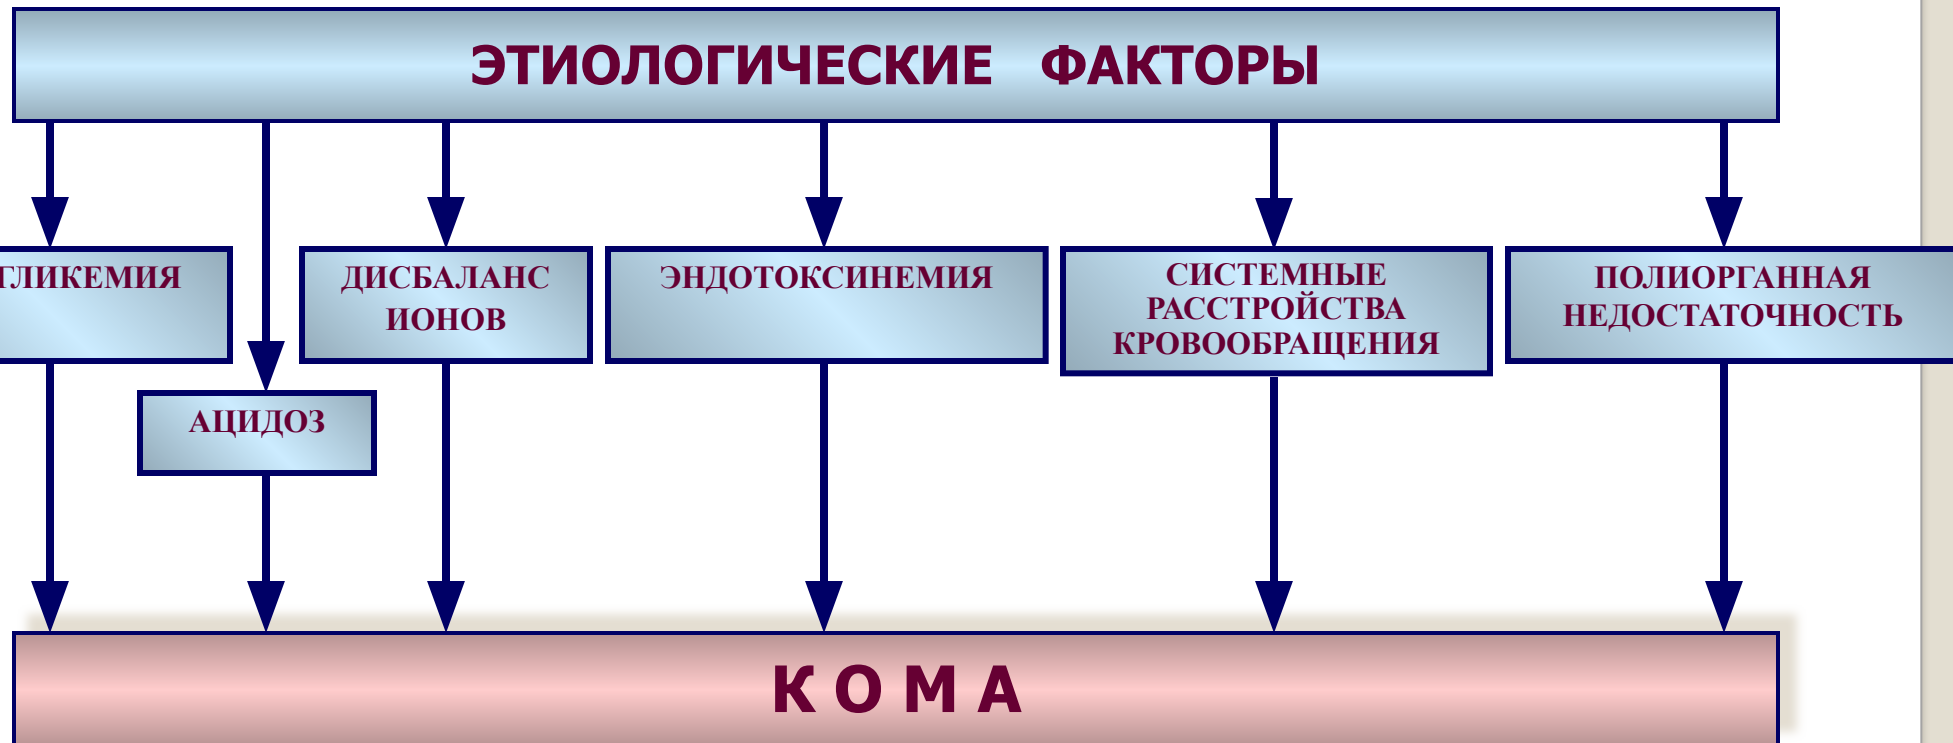 ЭТИОЛОГИЧЕСКИЕ ФАКТОРЫ
ГЛИКЕМИЯ
ДИСБАЛАНС
ИОНОВ
ЭНДОТОКСИНЕМИЯ
СИСТЕМНЫЕ
РАССТРОЙСТВА
КРОВООБРАЩЕНИЯ
ПОЛИОРГАННАЯ
НЕДОСТАТОЧНОСТЬ
АЦИДОЗ
К О М А